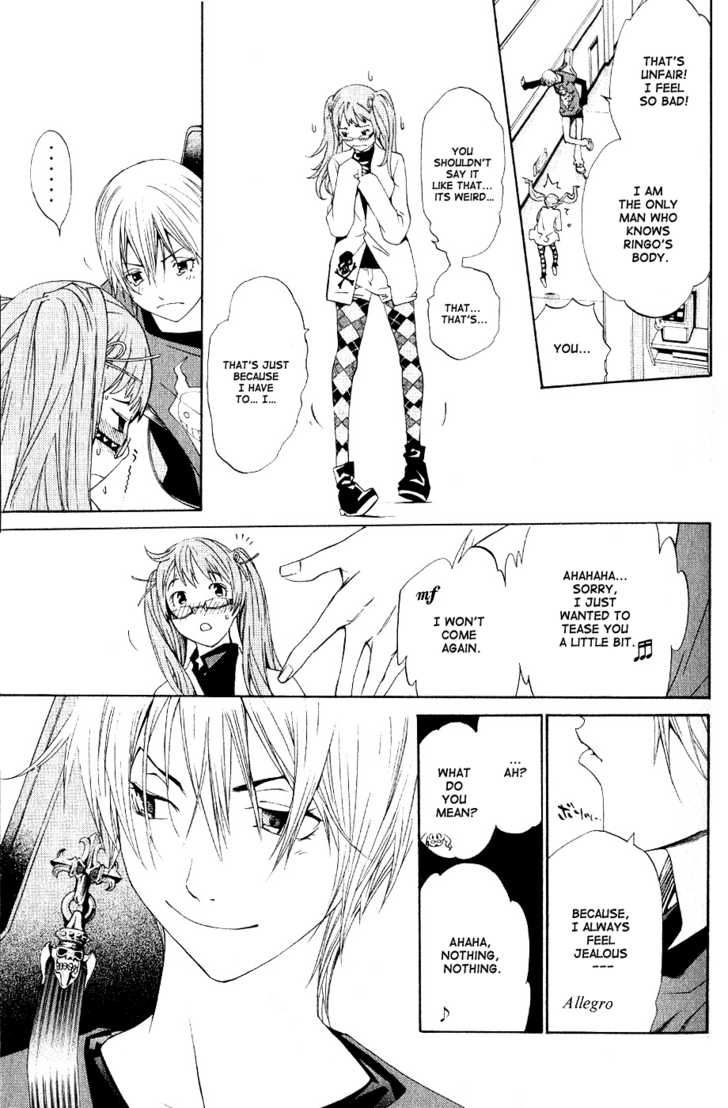 THAT'S
UNFAIR!
I FEEL
SO BAD!
I AM
THE ONLY
MAN WHO
KNOWS
RINGO'S
BODY.
YOU...
YOU
SHOULDN'T
SAY IT
LIKE THAT...
ITS WEIRD...
THAT...
THAT'S...
THAT'S JUST
BECAUSE
I HAVE
TO... I...
.....
AHAHAHA...
SORRY,
I JUST
WANTED TO
TEASE YOU
A LITTLE BIT.
mf
I WON'T
COME
AGAIN.
BECAUSE,
I ALWAYS
FEEL
JEALOUS
---
Allegro
...
AH?
WHAT
DO
YOU
MEAN?
AHAHA,
NOTHING,
NOTHING.